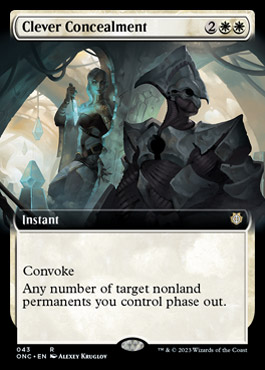 Clever Concealment 2
Instant
Convoke
Any number of target nonland
permanents you control phase out.
043 R
ONC • EN ALEXEY KRUGLOV
™ & © 2023 Wizards of the Coast